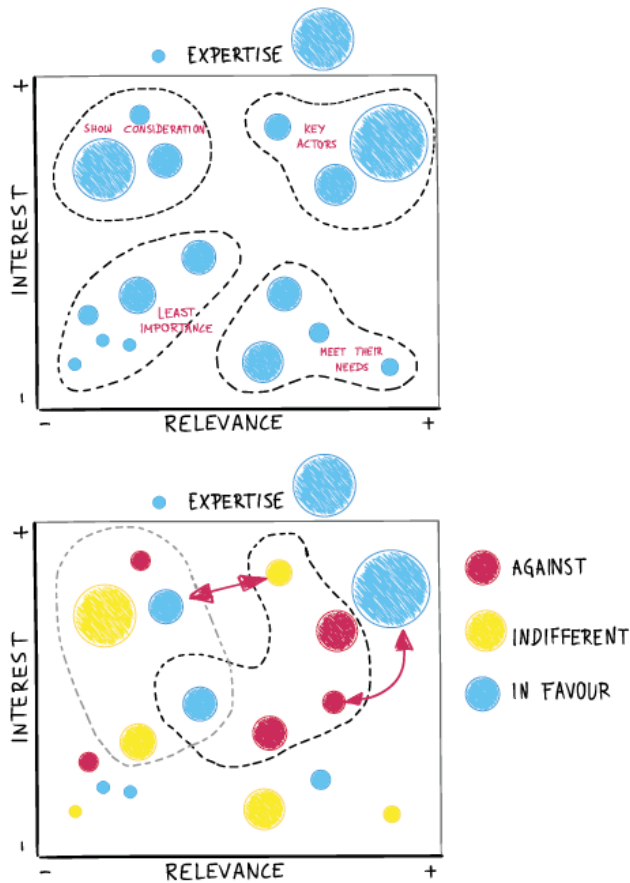 EXPERTISE
+
SHOW CONSIDERATION
KEY
ACTORS
INTEREST
LEAST
IMPORTANCE
MEET THEIR
NEEDS
-
- RELEVANCE +
EXPERTISE
+
AGAINST
INDIFFERENT
IN FAVOUR
INTEREST
-
- RELEVANCE +